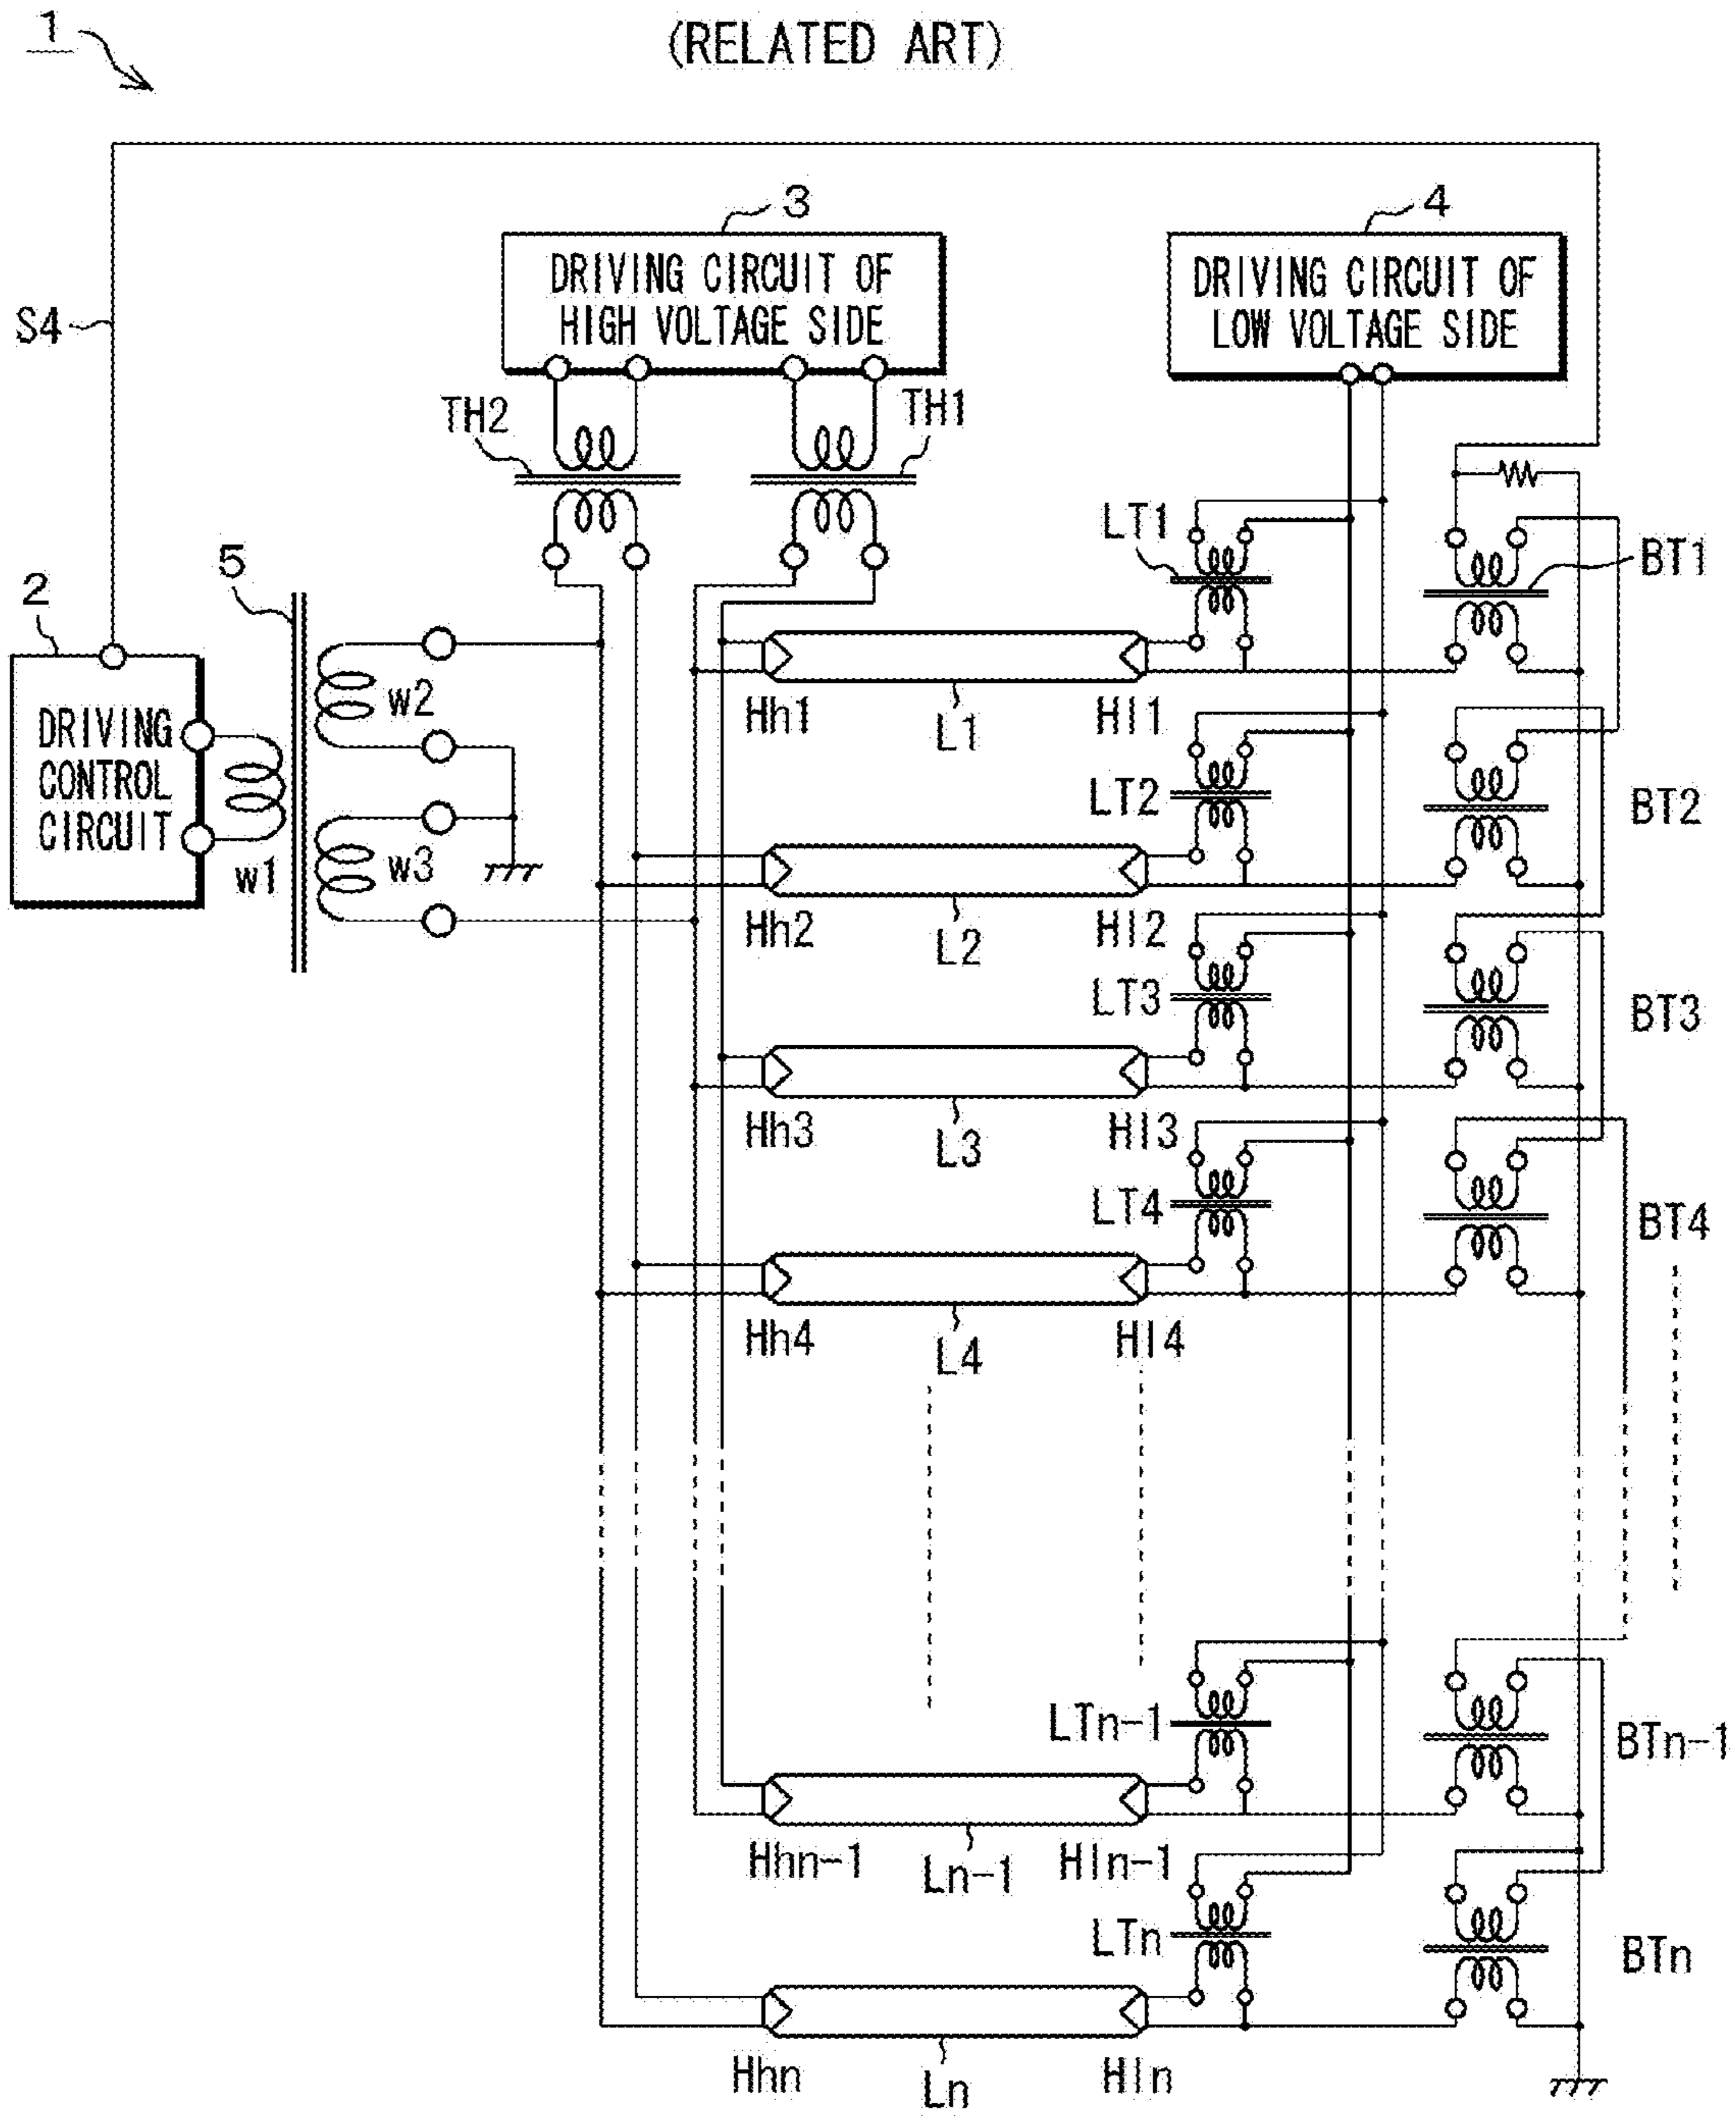 1
(RELATED ART)
3
4
DRIVING CIRCUIT OF
HIGH VOLTAGE SIDE
DRIVING CIRCUIT OF
LOW VOLTAGE SIDE
S4
TH2
TH1
LT1
BT1
5
2
w2
DRIVING
CONTROL
CIRCUIT
w1
w3
Hh1
L1
Hl1
LT2
BT2
Hh2
L2
Hl2
LT3
BT3
Hh3
L3
Hl3
LT4
BT4
Hh4
L4
Hl4
LTn-1
BTn-1
Hhn-1
Ln-1
Hln-1
LTn
BTn
Hhn
Ln
Hln